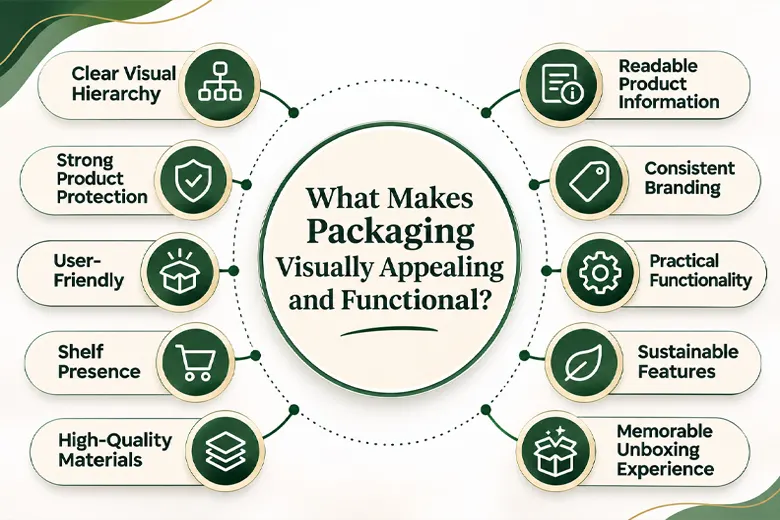 What Makes
Packaging
Visually Appealing
and Functional?
Clear Visual
Hierarchy
Strong
Product
Protection
User-
Friendly
Shelf
Presence
High-Quality
Materials
Readable
Product
Information
Consistent
Branding
Practical
Functionality
Sustainable
Features
Memorable
Unboxing
Experience